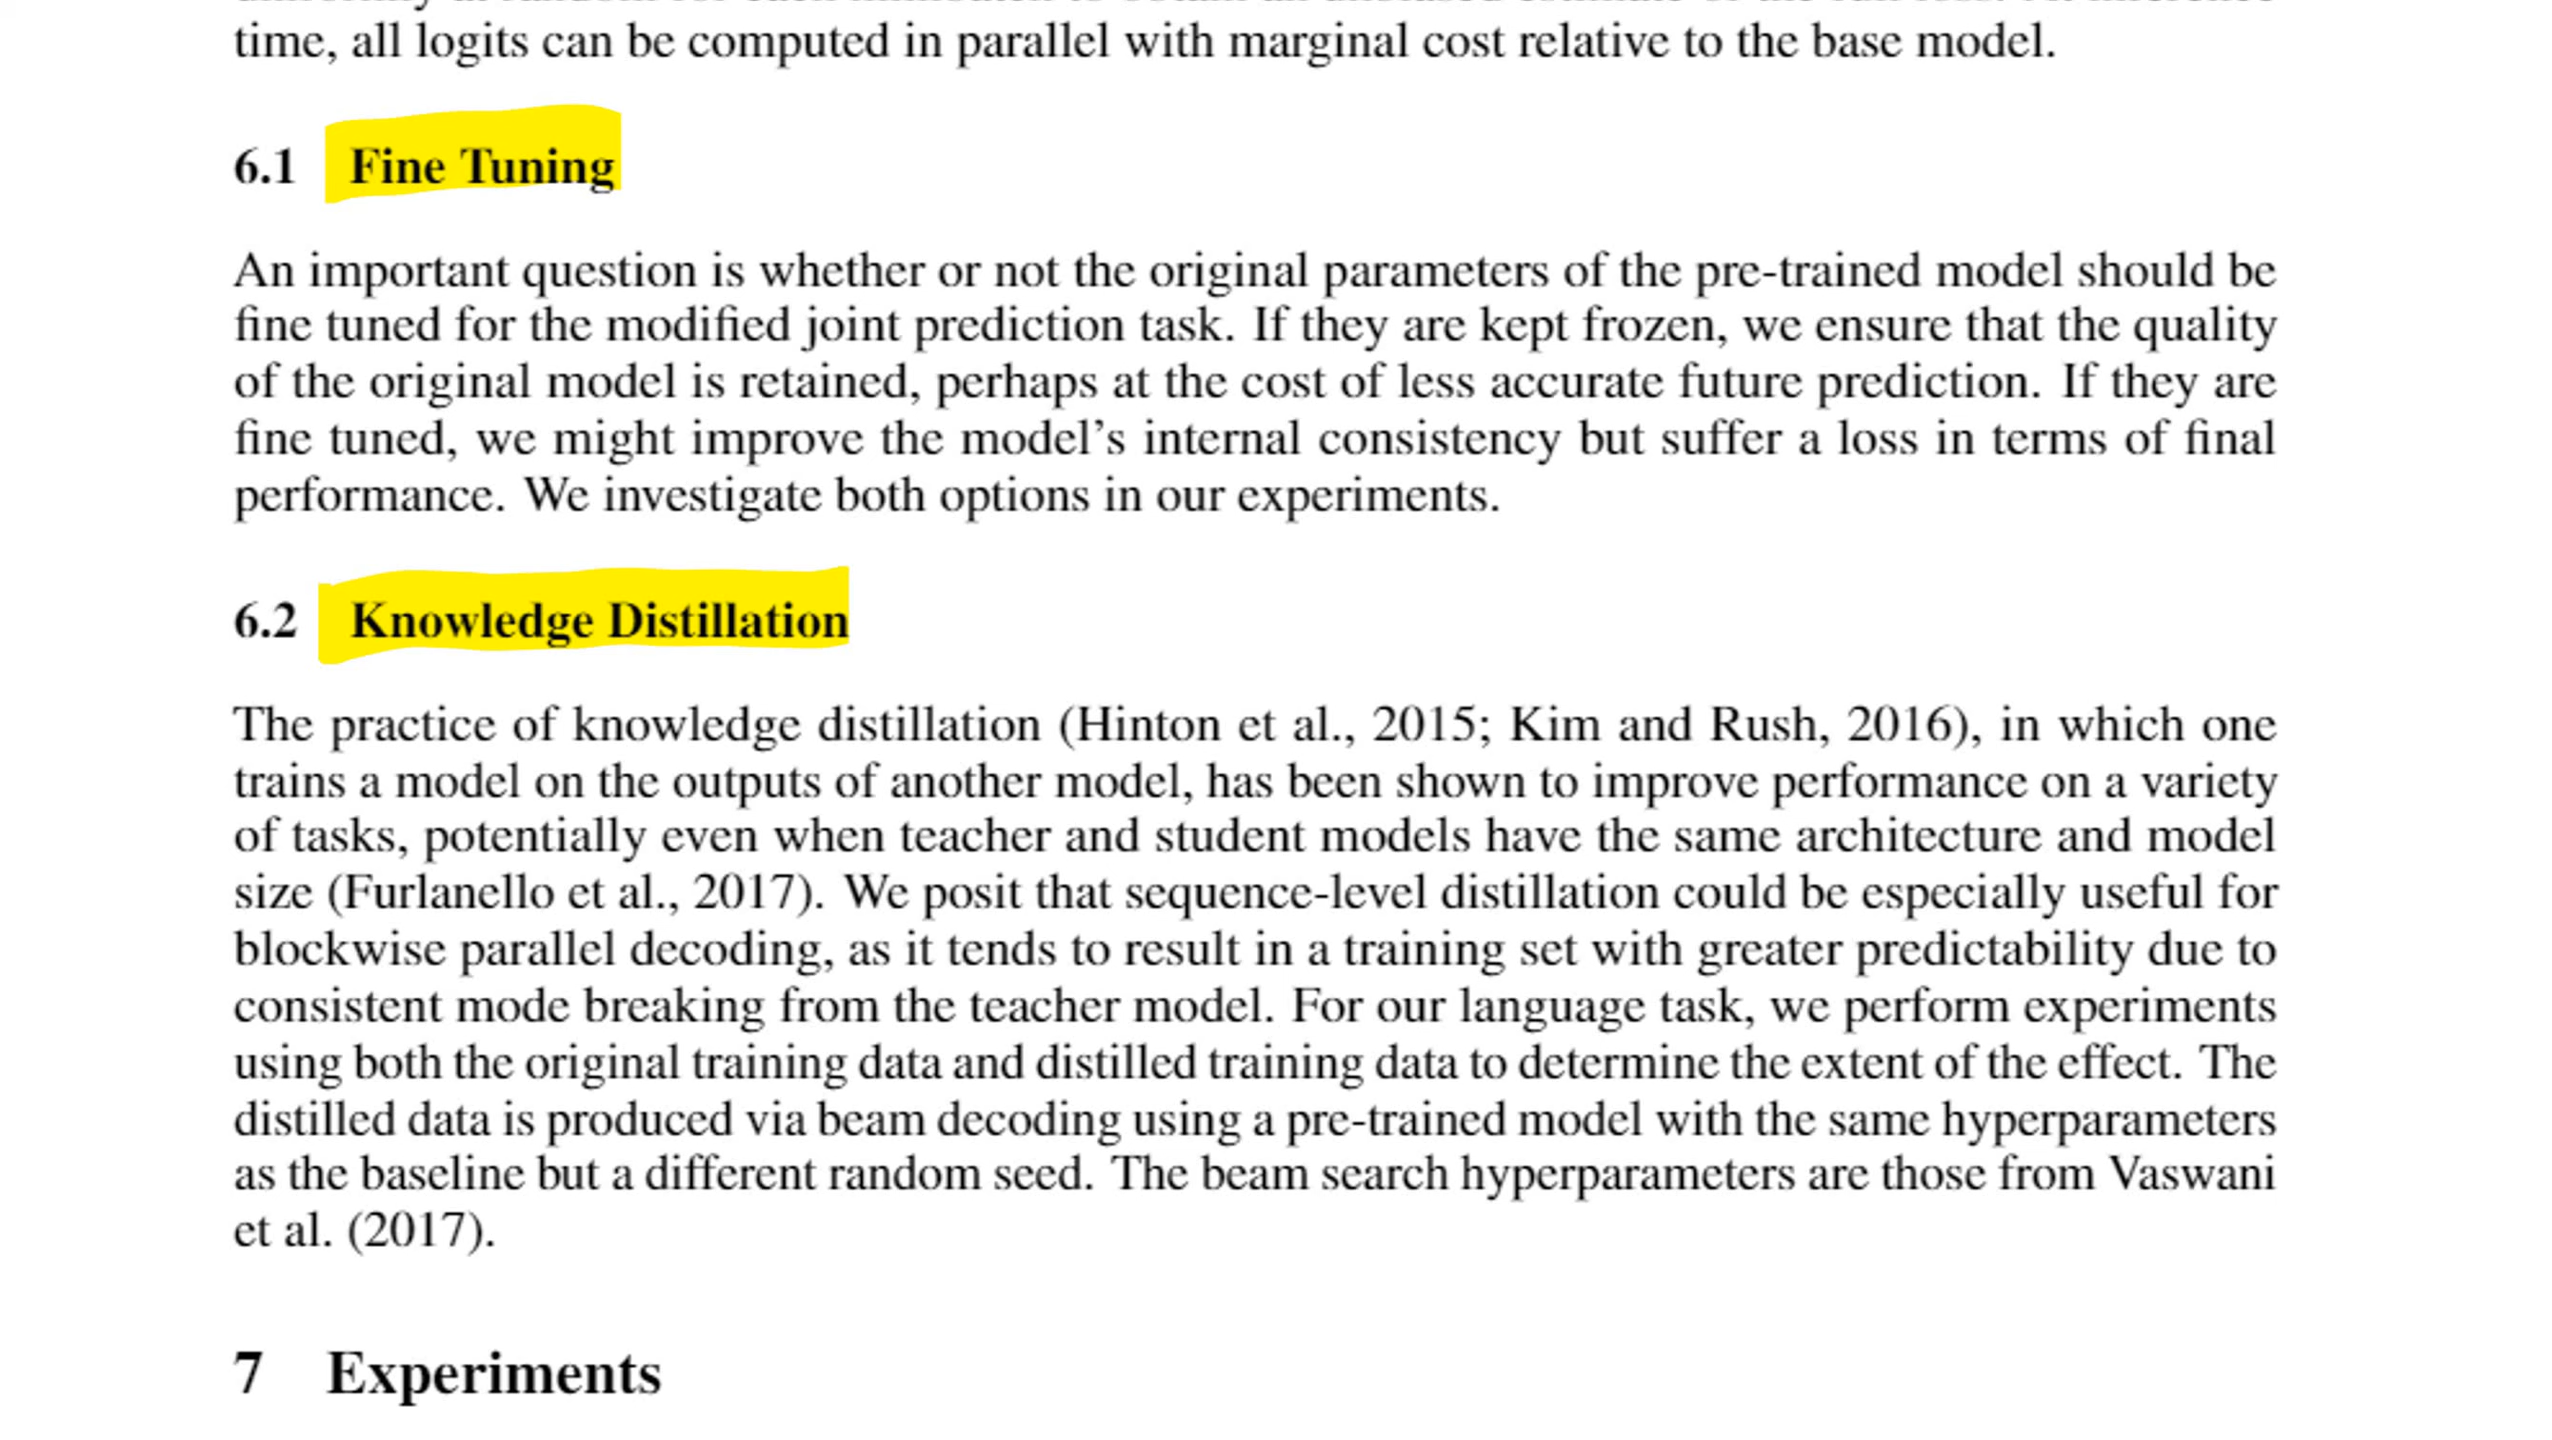 time, all logits can be computed in parallel with marginal cost relative to the base model.
6.1 Fine Tuning
An important question is whether or not the original parameters of the pre-trained model should be
fine tuned for the modified joint prediction task. If they are kept frozen, we ensure that the quality
of the original model is retained, perhaps at the cost of less accurate future prediction. If they are
fine tuned, we might improve the model's internal consistency but suffer a loss in terms of final
performance. We investigate both options in our experiments.
6.2 Knowledge Distillation
The practice of knowledge distillation (Hinton et al., 2015; Kim and Rush, 2016), in which one
trains a model on the outputs of another model, has been shown to improve performance on a variety
of tasks, potentially even when teacher and student models have the same architecture and model
size (Furlanello et al., 2017). We posit that sequence-level distillation could be especially useful for
blockwise parallel decoding, as it tends to result in a training set with greater predictability due to
consistent mode breaking from the teacher model. For our language task, we perform experiments
using both the original training data and distilled training data to determine the extent of the effect. The
distilled data is produced via beam decoding using a pre-trained model with the same hyperparameters
as the baseline but a different random seed. The beam search hyperparameters are those from Vaswani
et al. (2017).
7 Experiments